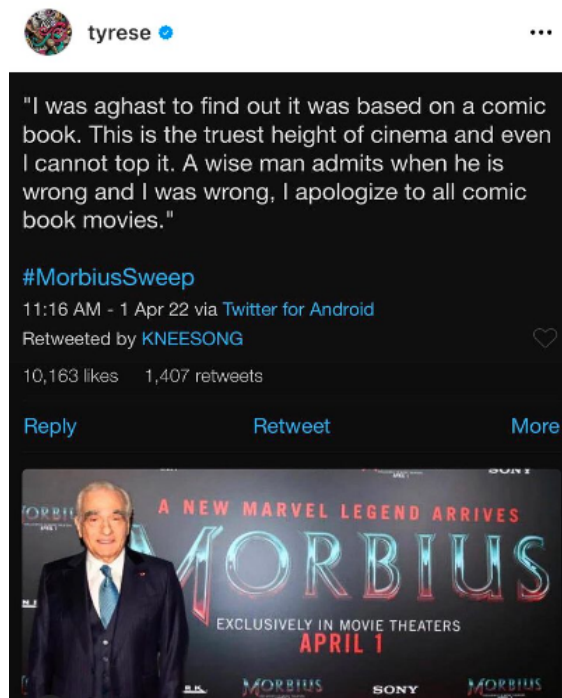 tyrese
"I was aghast to find out it was based on a comic
book. This is the truest height of cinema and even
I cannot top it. A wise man admits when he is
wrong and I was wrong, I apologize to all comic
book movies."
#MorbiusSweep
11:16 AM - 1 Apr 22 via Twitter for Android
Retweeted by KNEESONG
10,163 likes 1,407 retweets
Reply Retweet More
SONY
ORBIU
A NEW MARVEL LEGEND ARRIVES
MORBIUS
EXCLUSIVELY IN MOVIE THEATERS
APRIL 1
MORBIUS SONY MORBIUS